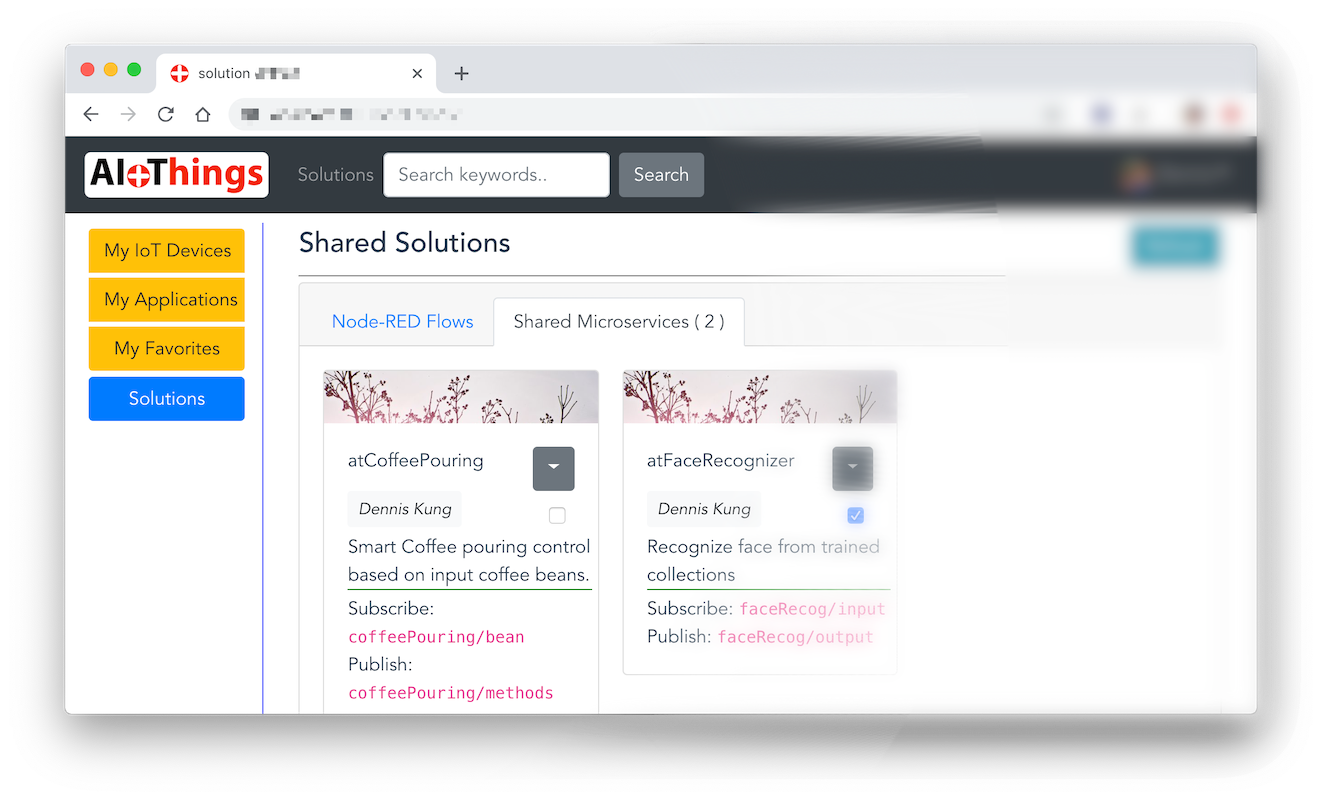 solution
AIoThings
Solutions
Search keywords..
Search
My IoT Devices
My Applications
My Favorites
Solutions
Shared Solutions
Node-RED Flows
Shared Microservices ( 2 )
atCoffeePouring
Dennis Kung
Smart Coffee pouring control
based on input coffee beans.
Subscribe:
coffeePouring/bean
Publish:
coffeePouring/methods
atFaceRecognizer
Dennis Kung
Recognize face from trained
collections
Subscribe: faceRecog/input
Publish: faceRecog/output